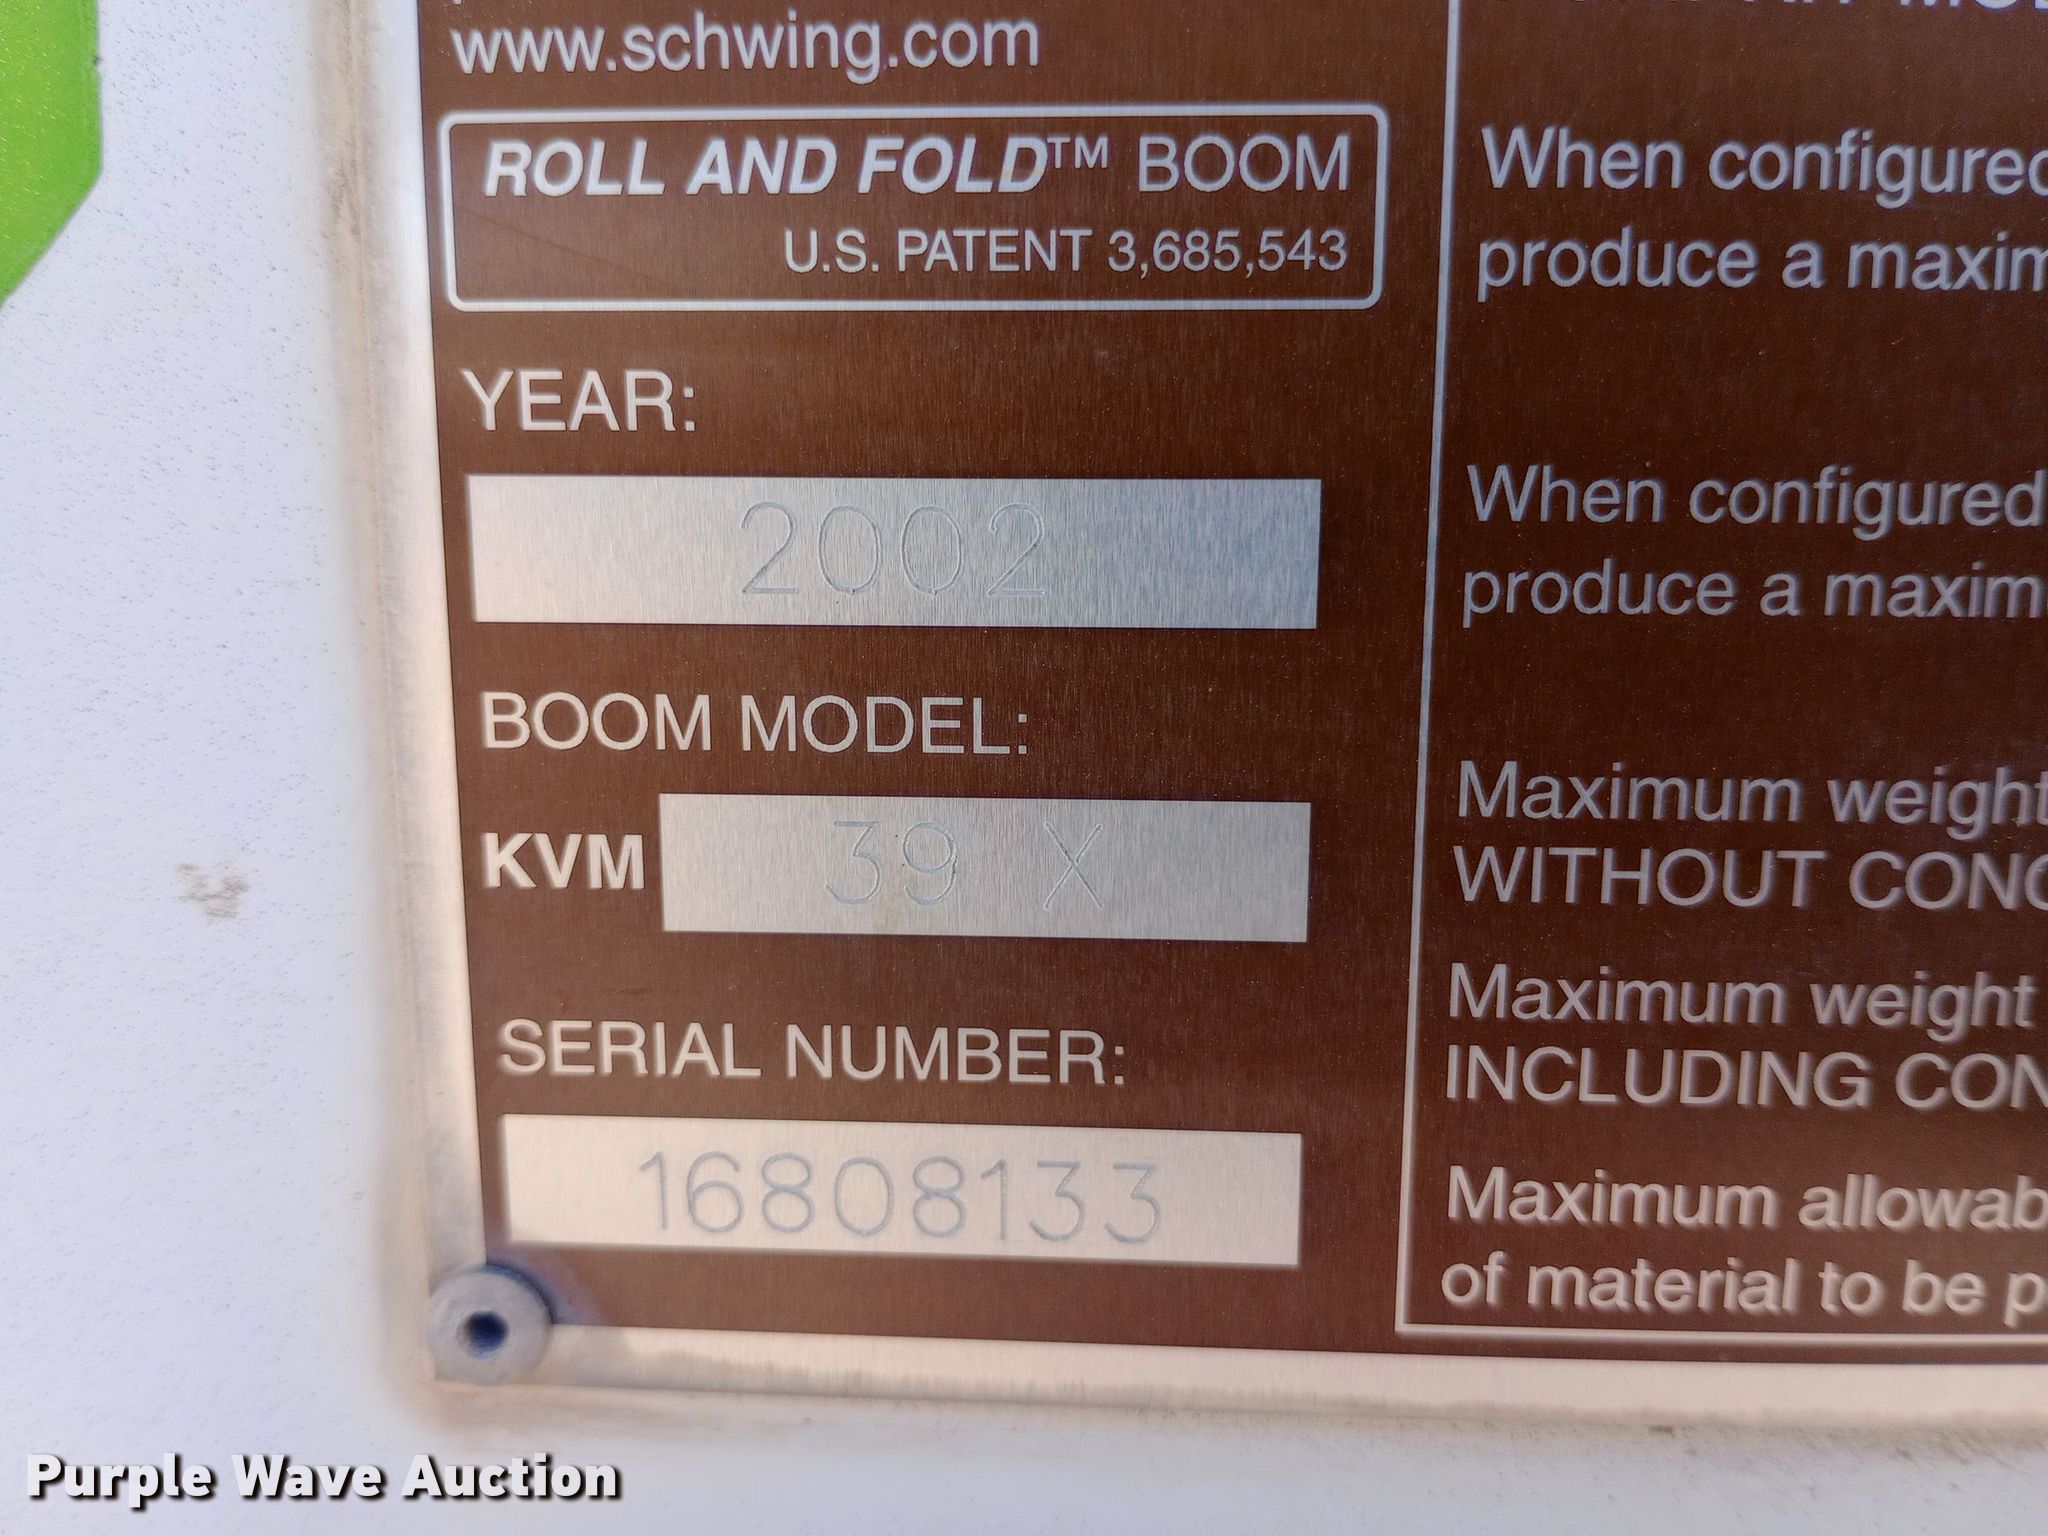 www.schwing.com
ROLL AND FOLD™ BOOM
U.S. PATENT 3,685,543
YEAR:
2002
BOOM MODEL:
KVM 39 X
SERIAL NUMBER:
16808133
When configured
produce a maxim
When configured
produce a maxim
Maximum weight
WITHOUT CONC
Maximum weight
INCLUDING CON
Maximum allowab
of material to be p
Purple Wave Auction